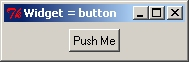 Widget = button
Push Me